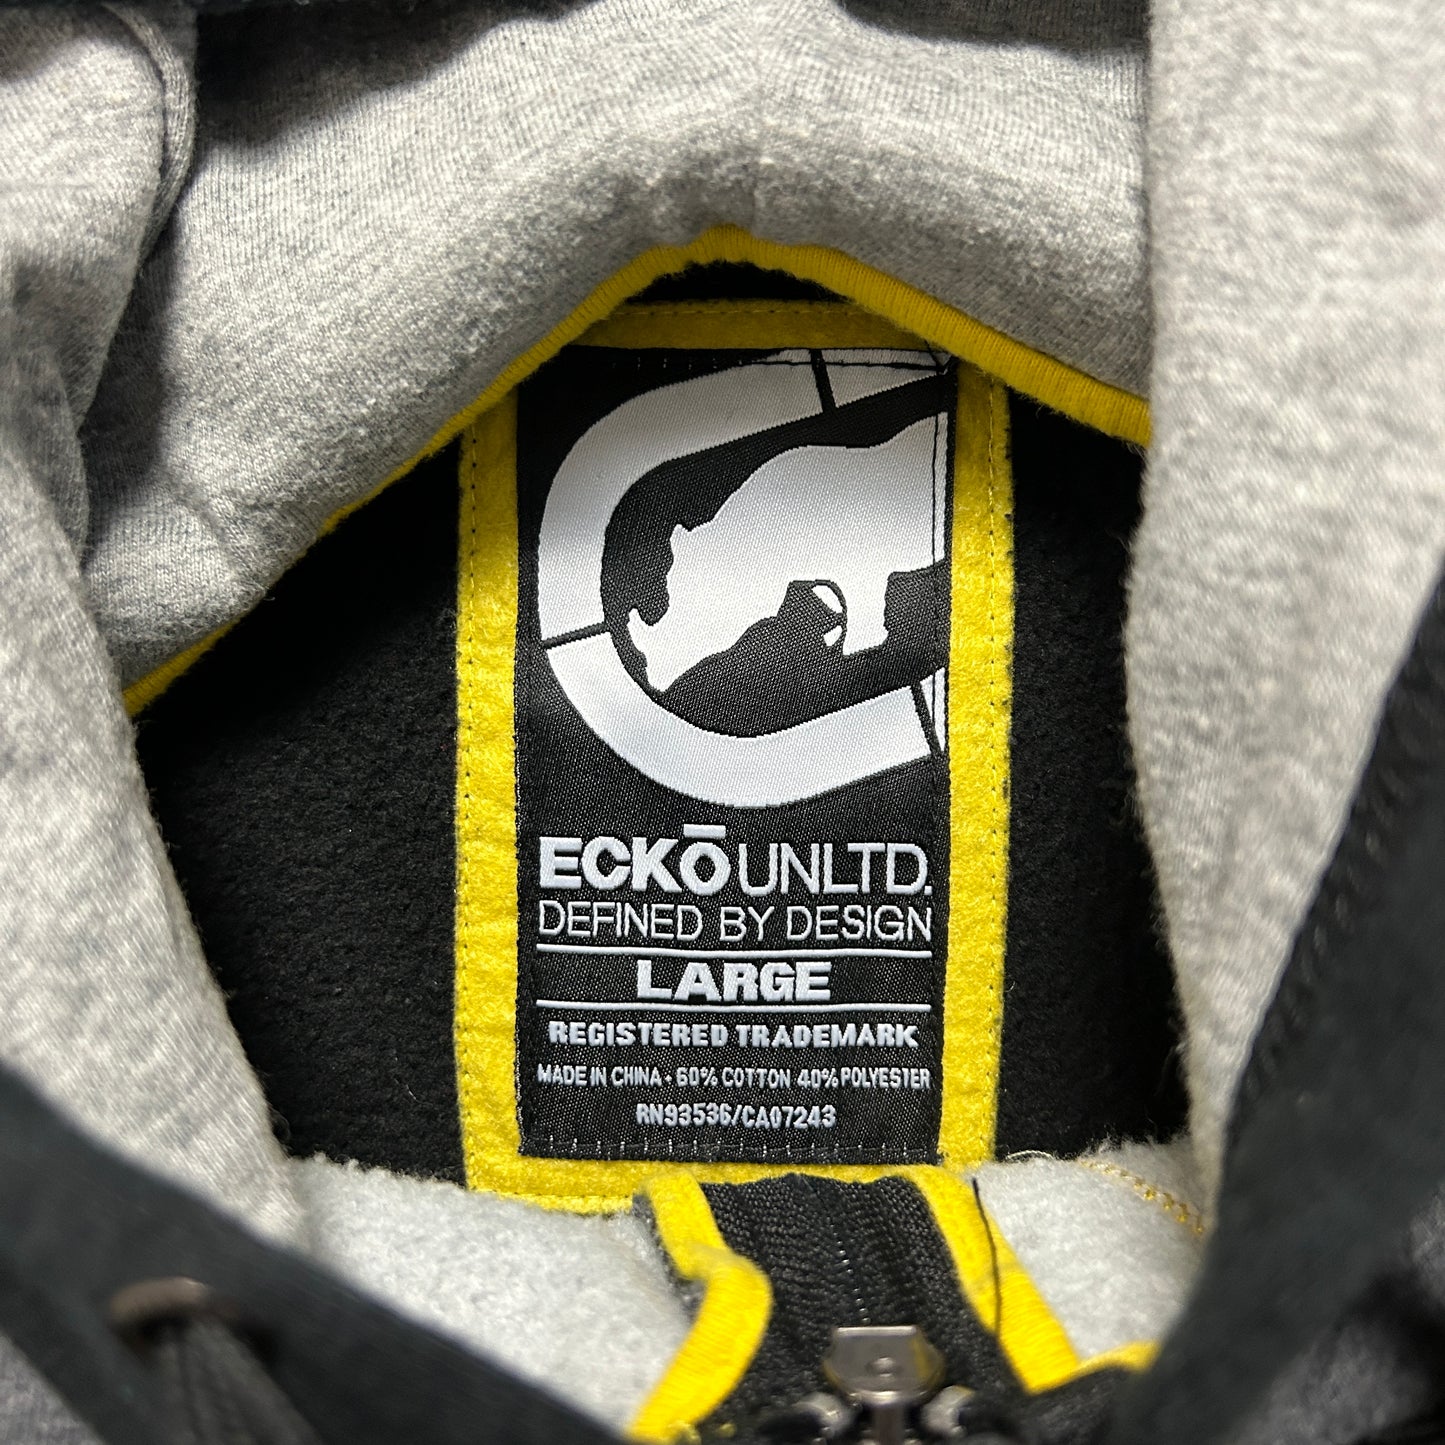 ECKŌ UNLTD.
DEFINED BY DESIGN
LARGE
REGISTERED TRADEMARK
MADE IN CHINA · 60% COTTON 40% POLYESTER
RN93536/CA07243